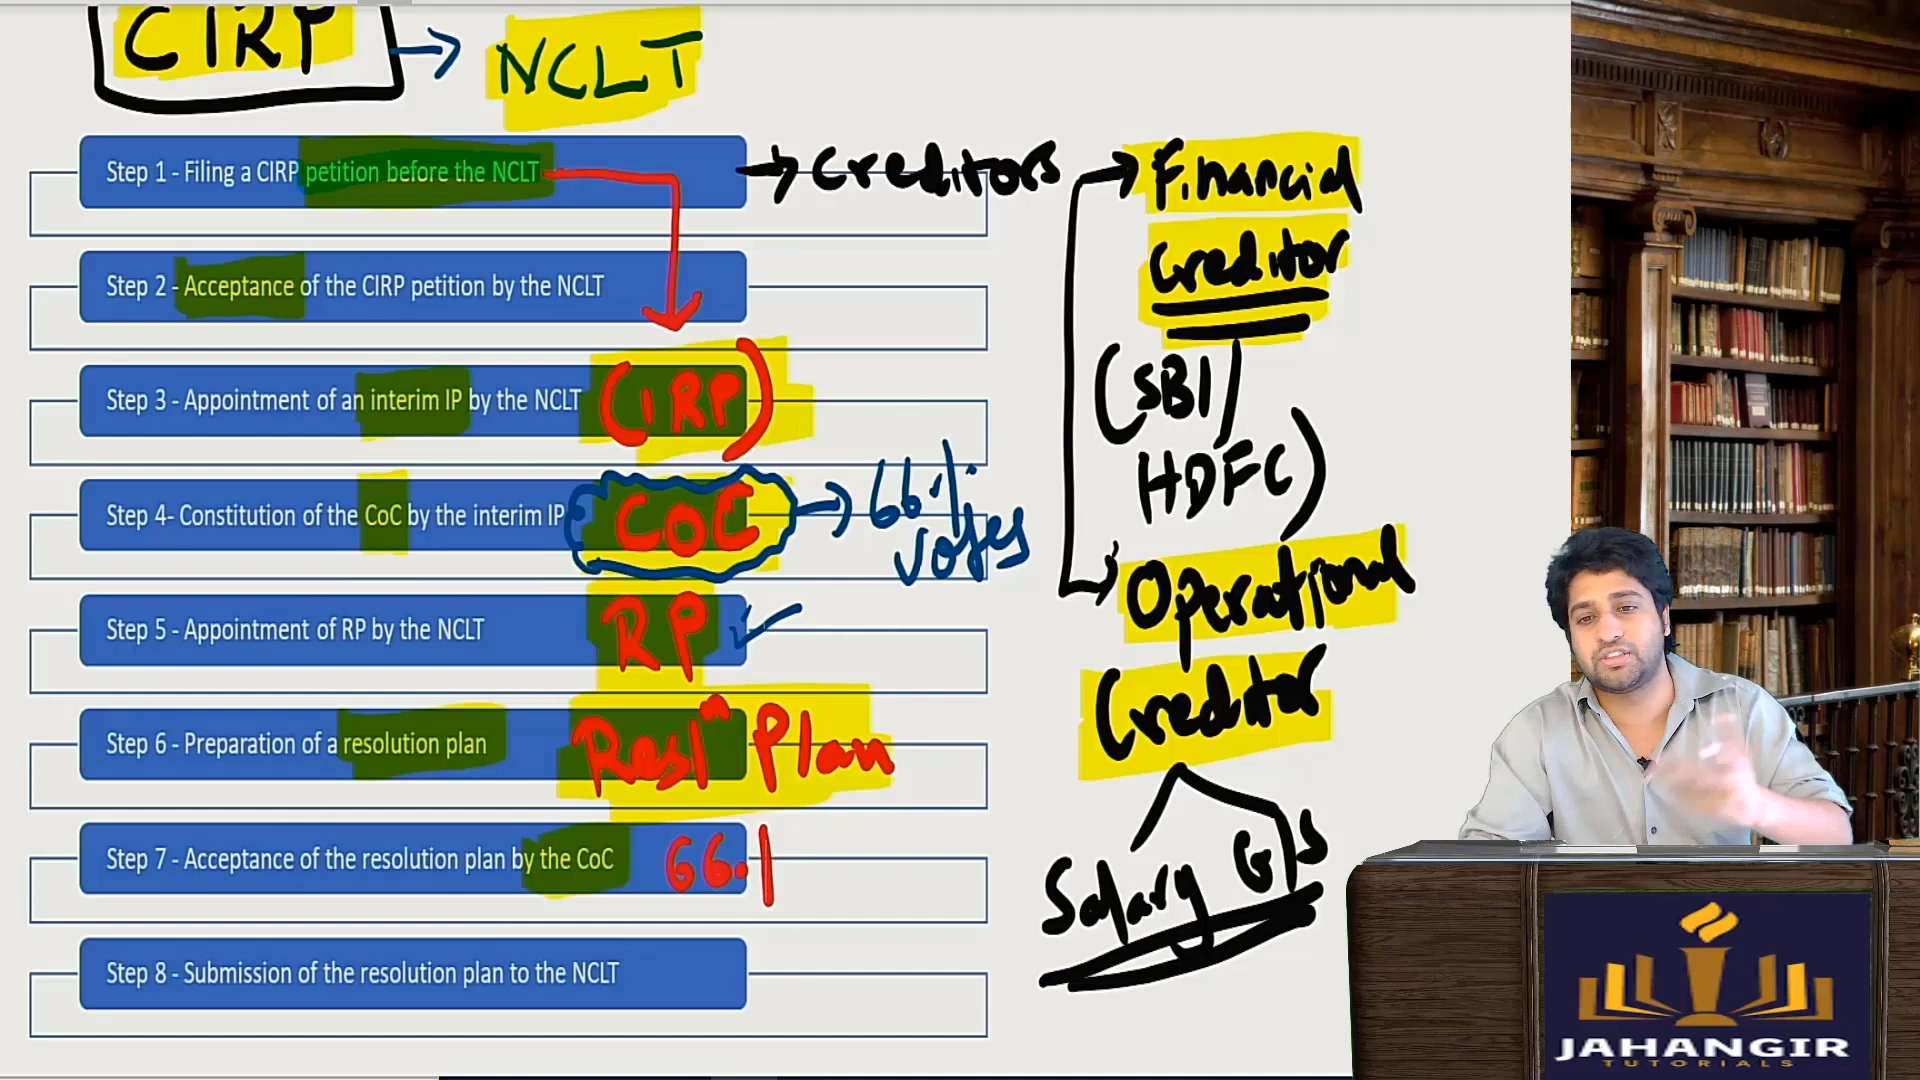 CIRP → NCLT
Step 1 - Filing a CIRP petition before the NCLT
Step 2 - Acceptance of the CIRP petition by the NCLT
Step 3 - Appointment of an interim IP by the NCLT (IRP)
Step 4- Constitution of the CoC by the interim IP COC → 66% votes
Step 5 - Appointment of RP by the NCLT RP
Step 6 - Preparation of a resolution plan Resln Plan
Step 7 - Acceptance of the resolution plan by the CoC 66.1
Step 8 - Submission of the resolution plan to the NCLT
→ Creditors
→ Financial
Creditor
(SBI/
HDFC)
Operational
Creditor
Salary G/S
JAHANGIR
TUTORIALS